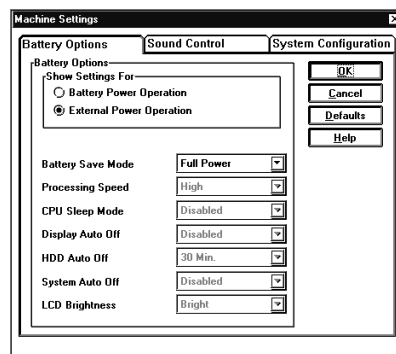 Machine Settings
Battery Options Sound Control System Configuration
Battery Options
Show Settings For
Battery Power Operation
External Power Operation
OK
Cancel
Defaults
Help
Battery Save Mode Full Power
Processing Speed High
CPU Sleep Mode Disabled
Display Auto Off Disabled
HDD Auto Off 30 Min.
System Auto Off Disabled
LCD Brightness Bright